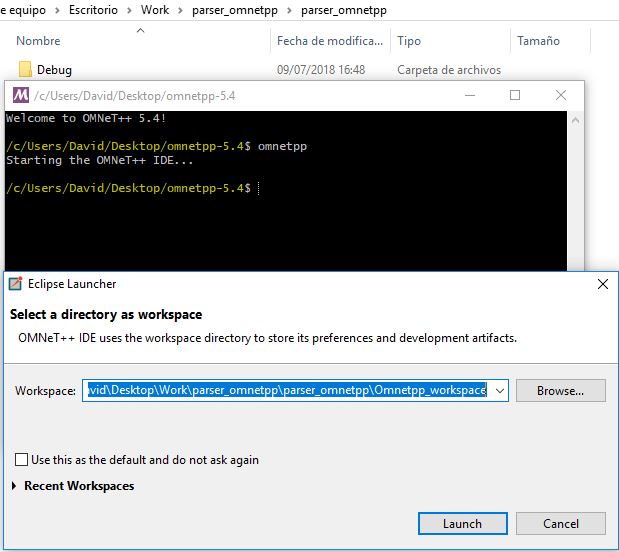 e equipo > Escritorio > Work > parser_omnetpp > parser_omnetpp
Nombre Fecha de modifica... Tipo Tamaño
Debug 09/07/2018 16:48 Carpeta de archivos
/c/Users/David/Desktop/omnetpp-5.4
Welcome to OMNeT++ 5.4!
/c/Users/David/Desktop/omnetpp-5.4$ omnetpp
Starting the OMNeT++ IDE...
/c/Users/David/Desktop/omnetpp-5.4$
Eclipse Launcher
Select a directory as workspace
OMNeT++ IDE uses the workspace directory to store its preferences and development artifacts.
Workspace: avid\Desktop\Work\parser_omnetpp\parser_omnetpp\Omnetpp_workspace Browse...
Use this as the default and do not ask again
Recent Workspaces
Launch Cancel